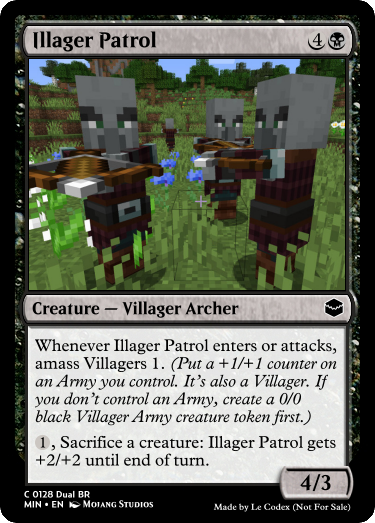 Illager Patrol 4
Creature — Villager Archer
Whenever Illager Patrol enters or attacks,
amass Villagers 1. (Put a +1/+1 counter on
an Army you control. It's also a Villager. If
you don't control an Army, create a 0/0
black Villager Army creature token first.)
1, Sacrifice a creature: Illager Patrol gets
+2/+2 until end of turn.
4/3
C 0128 Dual BR
MIN • EN Mojang Studios
Made by Le Codex (Not For Sale)